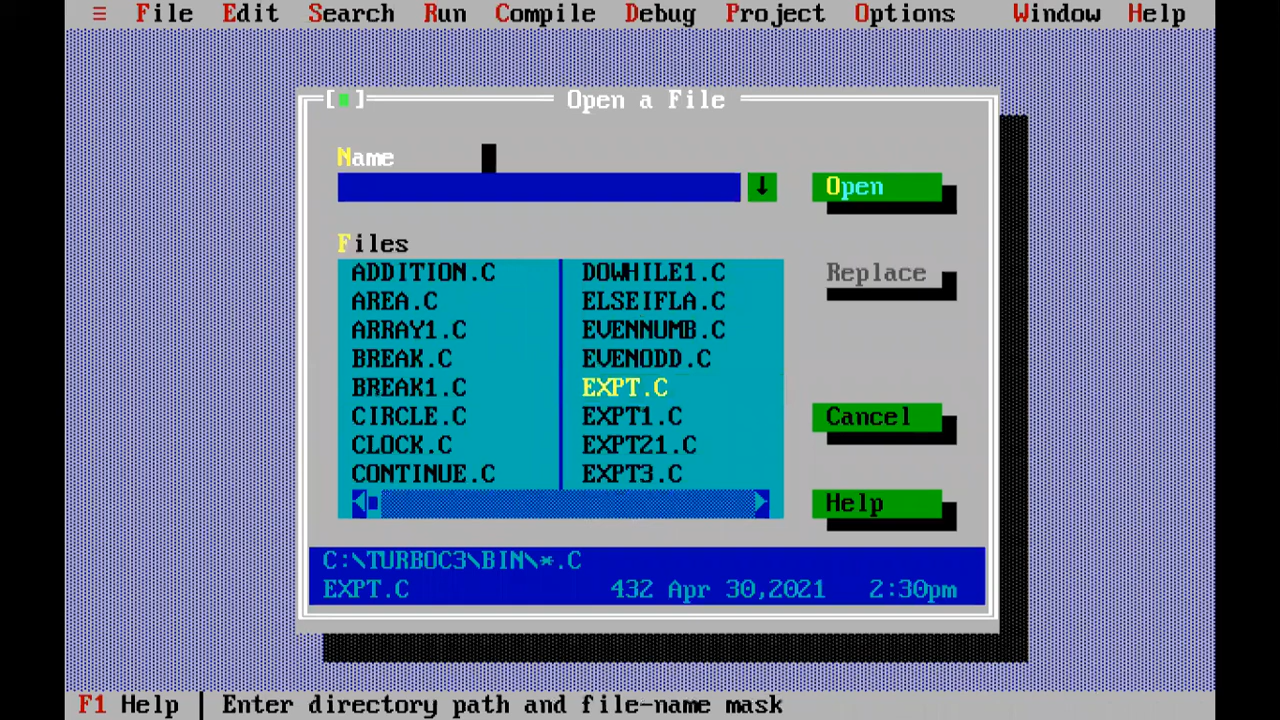 ≡ File Edit Search Run Compile Debug Project Options Window Help
[■] Open a File
Name
↓ Open
Files
ADDITION.C DOWHILE1.C Replace
AREA.C ELSEIFLA.C
ARRAY1.C EVENNUMB.C
BREAK.C EVENODD.C
BREAK1.C EXPT.C
CIRCLE.C EXPT1.C Cancel
CLOCK.C EXPT21.C
CONTINUE.C EXPT3.C
Help
C:\TURBOC3\BIN\*.C
EXPT.C 432 Apr 30,2021 2:30pm
F1 Help | Enter directory path and file-name mask